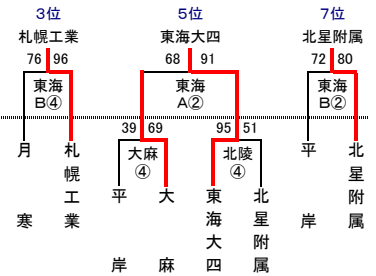 3位 5位 7位
札幌工業 東海大四 北星附属
76 96 68 91 72 80
東海 東海 東海
B④ A② B②
39 69 95 51
大麻 北陵
④ ④
月寒
札幌工業
平岸
大麻
東海大四
北星附属
平岸
北星附属